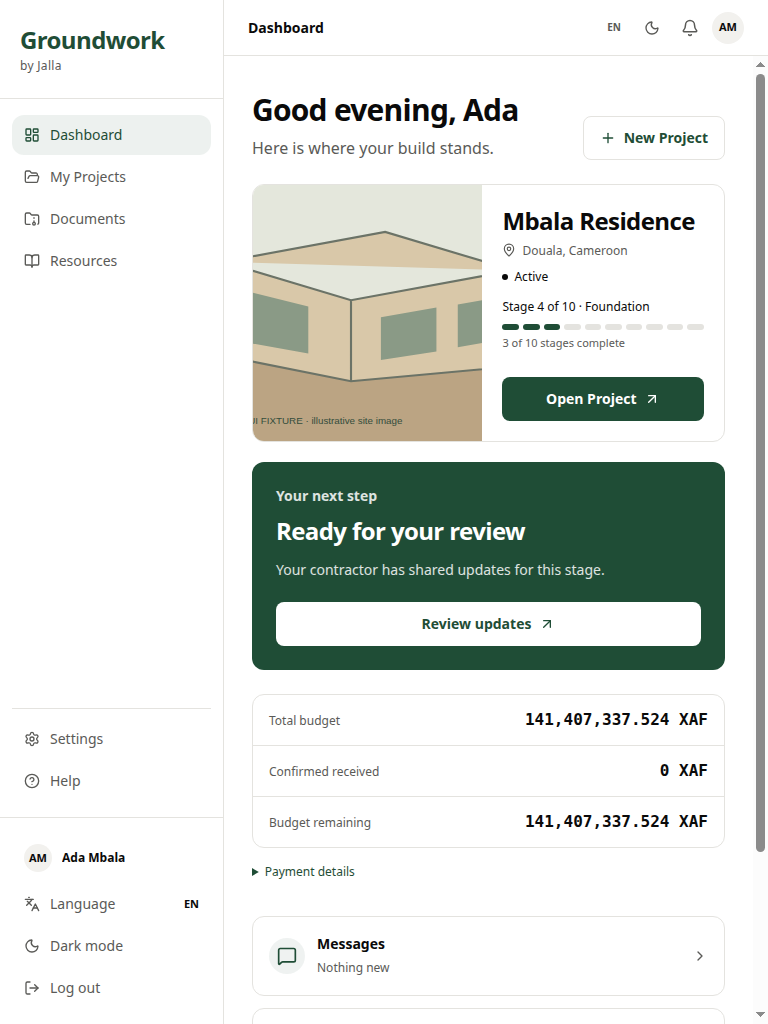 Groundwork
by Jalla
Dashboard
My Projects
Documents
Resources
Settings
Help
AM
Ada Mbala
Language
EN
Dark mode
Log out
Dashboard
EN
AM
Good evening, Ada
Here is where your build stands.
New Project
FIXTURE - illustrative site image
Mbala Residence
Douala, Cameroon
Active
Stage 4 of 10 · Foundation
3 of 10 stages complete
Open Project
Your next step
Ready for your review
Your contractor has shared updates for this stage.
Review updates
Total budget
141,407,337.524 XAF
Confirmed received
0 XAF
Budget remaining
141,407,337.524 XAF
Payment details
Messages
Nothing new